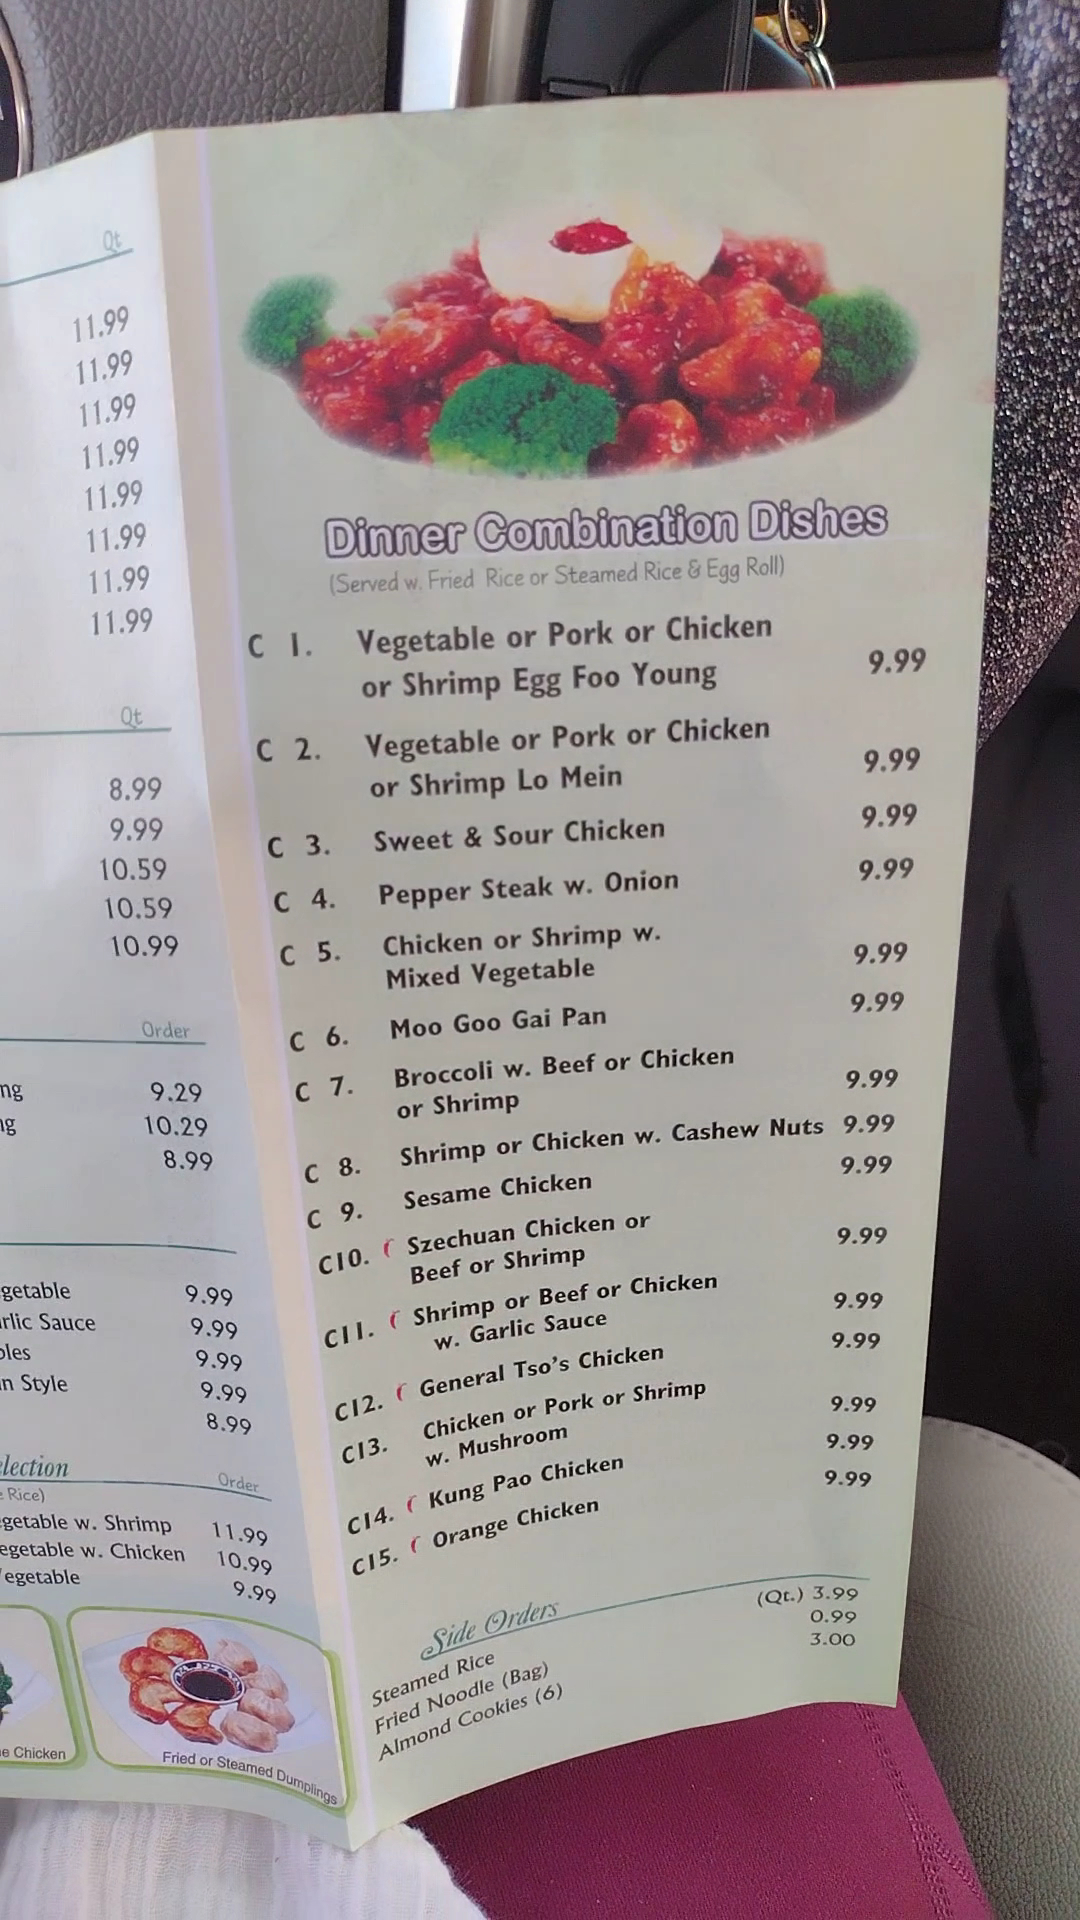 Qt
11.99
11.99
11.99
11.99
11.99
11.99
11.99
11.99
Qt
8.99
9.99
10.59
10.59
10.99
Order
ng 9.29
ng 10.29
8.99
getable 9.99
rlic Sauce 9.99
oles 9.99
n Style 9.99
8.99
lection Order
Rice)
getable w. Shrimp 11.99
egetable w. Chicken 10.99
egetable 9.99
e Chicken
Fried or Steamed Dumplings
Dinner Combination Dishes
(Served w. Fried Rice or Steamed Rice & Egg Roll)
C 1. Vegetable or Pork or Chicken
or Shrimp Egg Foo Young 9.99
C 2. Vegetable or Pork or Chicken
or Shrimp Lo Mein 9.99
C 3. Sweet & Sour Chicken 9.99
C 4. Pepper Steak w. Onion 9.99
C 5. Chicken or Shrimp w.
Mixed Vegetable 9.99
C 6. Moo Goo Gai Pan 9.99
C 7. Broccoli w. Beef or Chicken
or Shrimp 9.99
C 8. Shrimp or Chicken w. Cashew Nuts 9.99
C 9. Sesame Chicken 9.99
C10. Szechuan Chicken or
Beef or Shrimp 9.99
C11. Shrimp or Beef or Chicken
w. Garlic Sauce 9.99
C12. General Tso's Chicken 9.99
C13. Chicken or Pork or Shrimp
w. Mushroom 9.99
C14. Kung Pao Chicken 9.99
C15. Orange Chicken 9.99
Side Orders
Steamed Rice (Qt.) 3.99
Fried Noodle (Bag) 0.99
Almond Cookies (6) 3.00